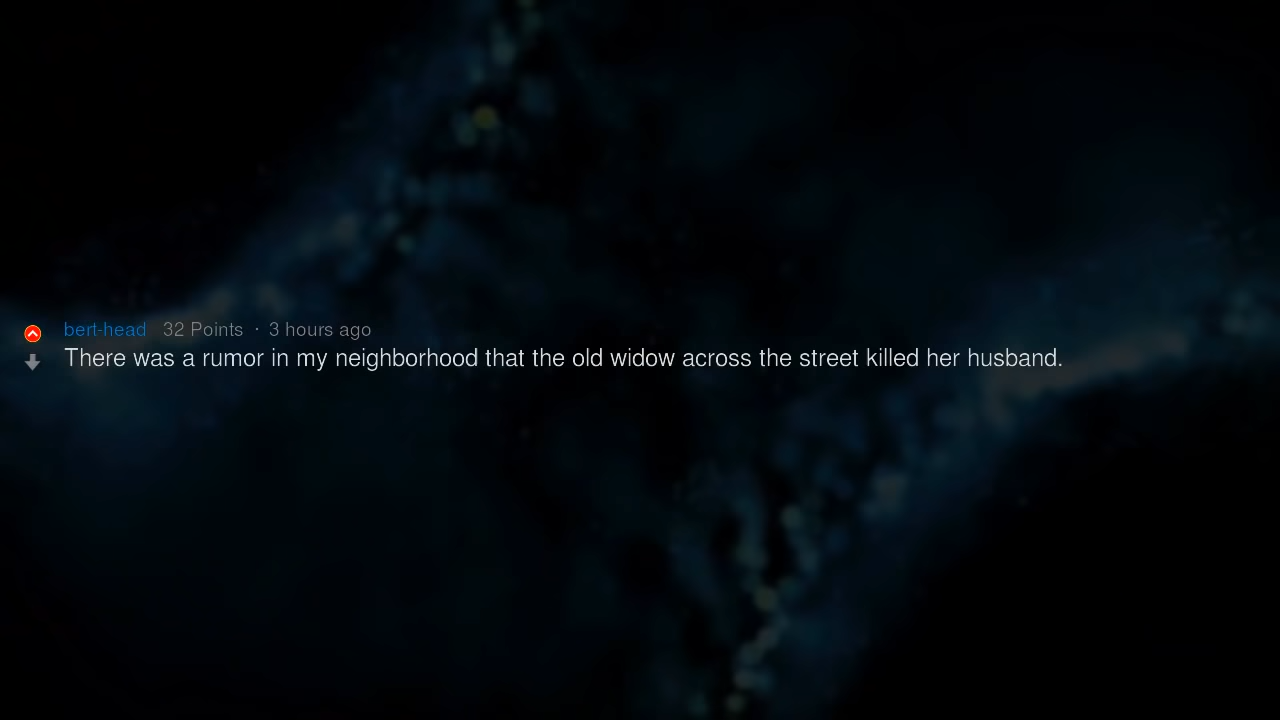 bert-head 32 Points · 3 hours ago
There was a rumor in my neighborhood that the old widow across the street killed her husband.